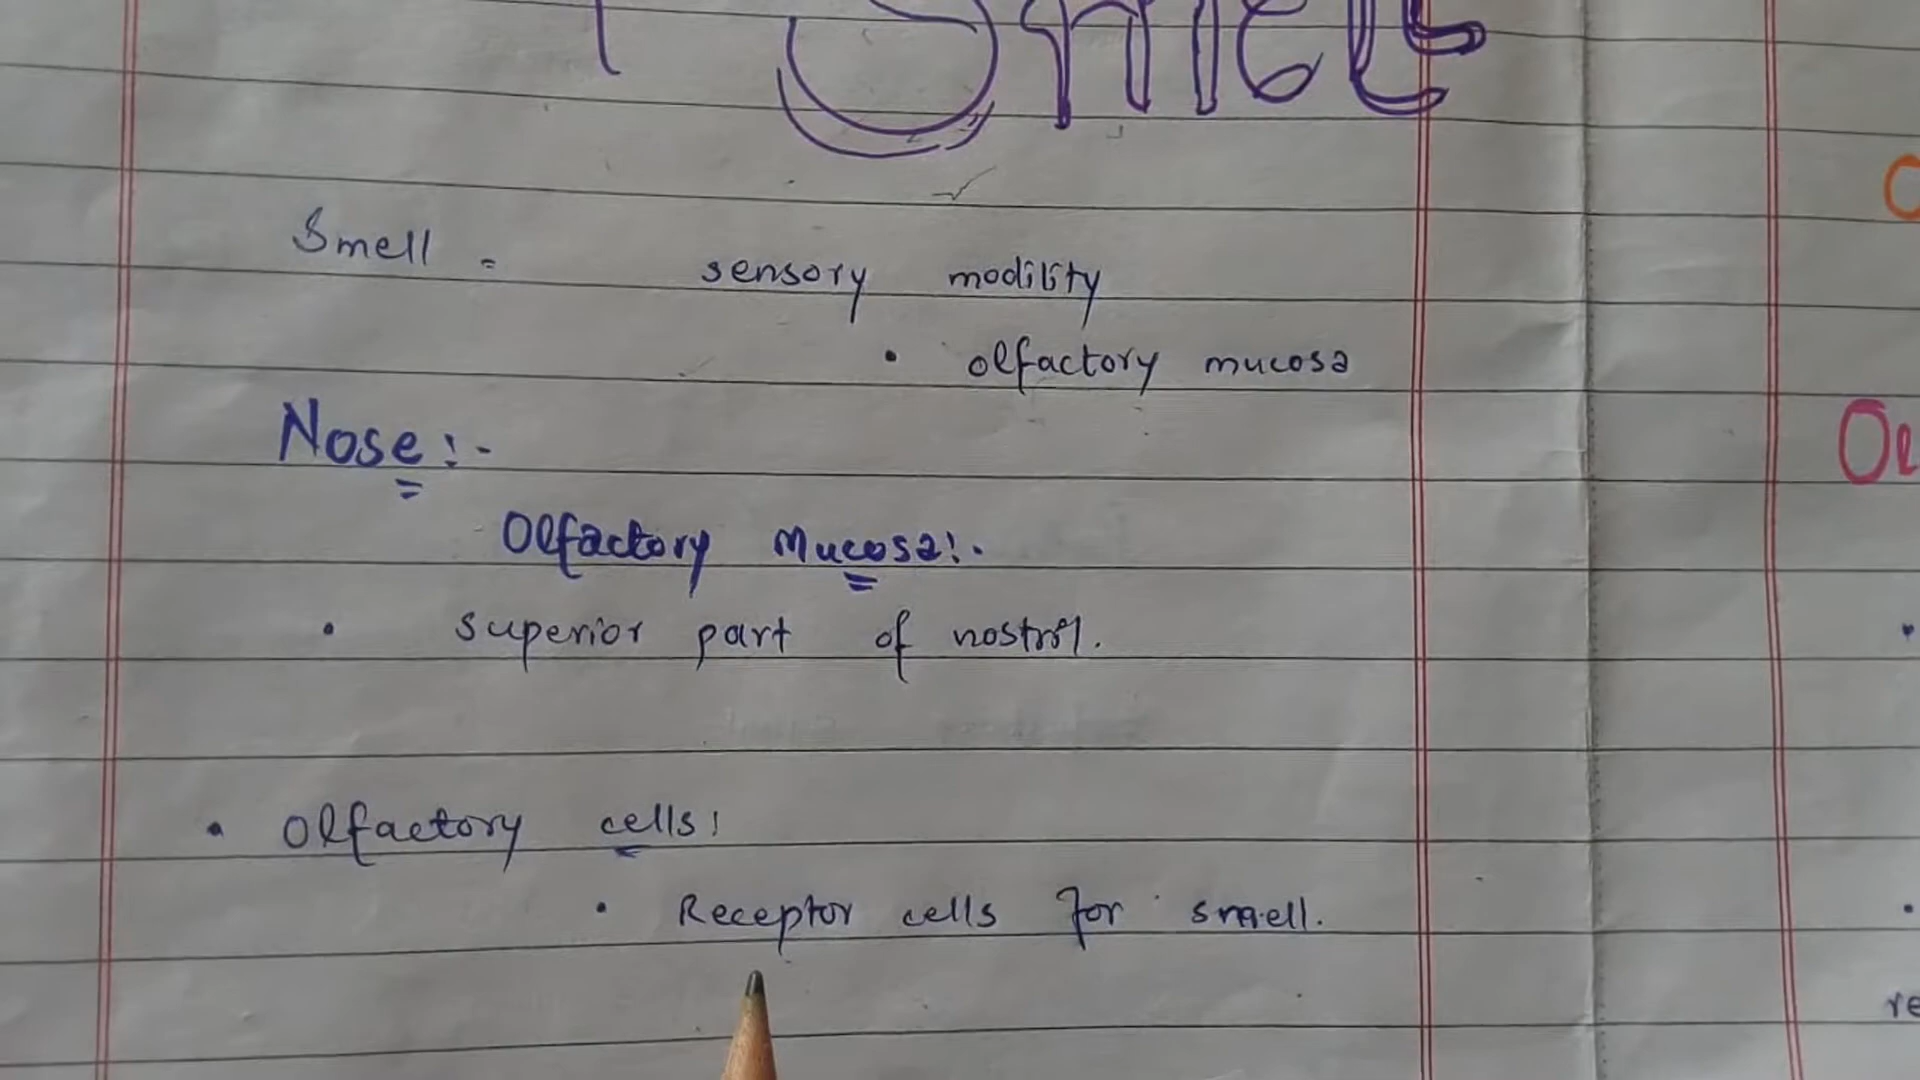 Smell
Smell = sensory modility
• olfactory mucosa
Nose:-
Olfactory Mucosa:-
• superior part of nostril.
• Olfactory cells:
• Receptor cells for smell.